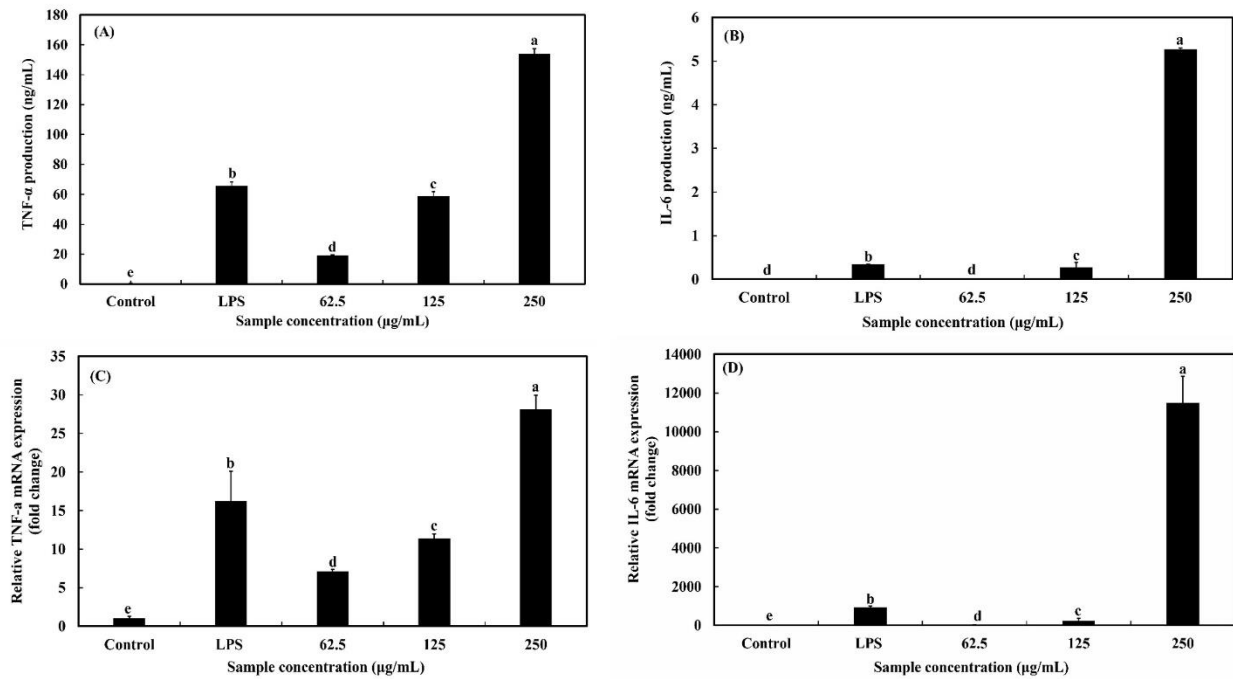 (A)
TNF-α production (ng/mL)
180
160
140
120
100
80
60
40
20
0
e
b
d
c
a
Control LPS 62.5 125 250
Sample concentration (μg/mL)
(B)
IL-6 production (ng/mL)
6
5
4
3
2
1
0
d
b
d
c
a
Control LPS 62.5 125 250
Sample concentration (μg/mL)
(C)
Relative TNF-a mRNA expression
(fold change)
35
30
25
20
15
10
5
0
e
b
d
c
a
Control LPS 62.5 125 250
Sample concentration (μg/mL)
(D)
Relative IL-6 mRNA expression
(fold change)
14000
12000
10000
8000
6000
4000
2000
0
e
b
d
c
a
Control LPS 62.5 125 250
Sample concentration (μg/mL)